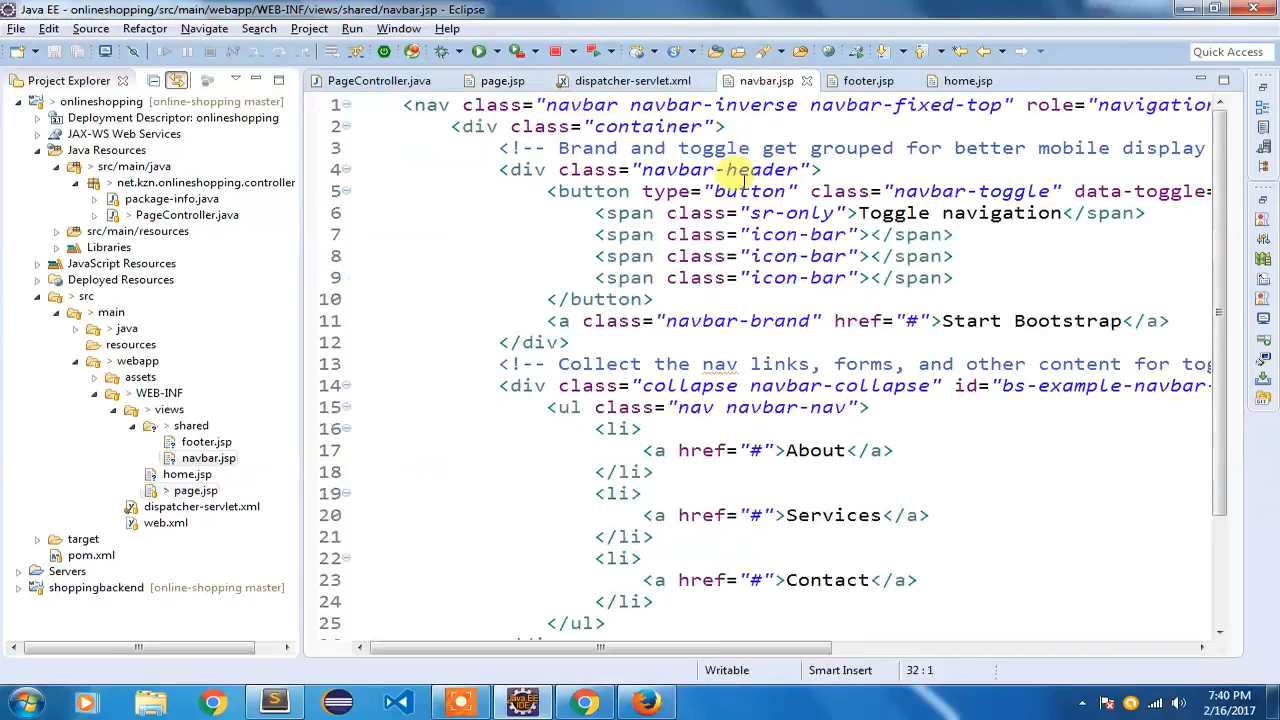 Java EE - onlineshopping/src/main/webapp/WEB-INF/views/shared/navbar.jsp - Eclipse
File Edit Source Refactor Navigate Search Project Run Window Help
Quick Access
Project Explorer
onlineshopping [online-shopping master]
Deployment Descriptor: onlineshopping
JAX-WS Web Services
Java Resources
> src/main/java
> net.kzn.onlineshopping.controller
package-info.java
> PageController.java
src/main/resources
Libraries
JavaScript Resources
Deployed Resources
> src
main
java
resources
webapp
assets
WEB-INF
views
shared
footer.jsp
navbar.jsp
home.jsp
> page.jsp
dispatcher-servlet.xml
web.xml
target
pom.xml
Servers
shoppingbackend [online-shopping master]
PageController.java page.jsp dispatcher-servlet.xml navbar.jsp footer.jsp home.jsp
1 <nav class="navbar navbar-inverse navbar-fixed-top" role="navigation
2 <div class="container">
3 <!-- Brand and toggle get grouped for better mobile display
4 <div class="navbar-header">
5 <button type="button" class="navbar-toggle" data-toggle=
6 <span class="sr-only">Toggle navigation</span>
7 <span class="icon-bar"></span>
8 <span class="icon-bar"></span>
9 <span class="icon-bar"></span>
10 </button>
11 <a class="navbar-brand" href="#">Start Bootstrap</a>
12 </div>
13 <!-- Collect the nav links, forms, and other content for tog
14 <div class="collapse navbar-collapse" id="bs-example-navbar-
15 <ul class="nav navbar-nav">
16 <li>
17 <a href="#">About</a>
18 </li>
19 <li>
20 <a href="#">Services</a>
21 </li>
22 <li>
23 <a href="#">Contact</a>
24 </li>
25 </ul>
Writable Smart Insert 32 : 1
7:40 PM
2/16/2017